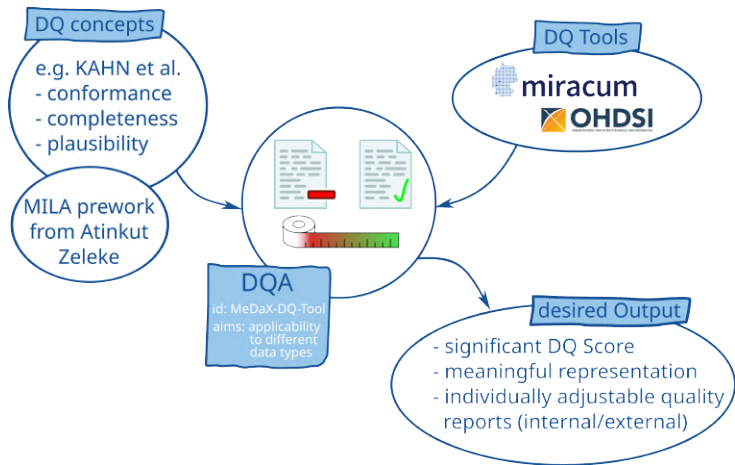 DQ concepts
e.g. KAHN et al.
- conformance
- completeness
- plausibility
MILA prework
from Atinkut
Zeleke
DQ Tools
miracum
OHDSI
DQA
id: MeDaX-DQ-Tool
aims: applicability
to different
data types
desired Output
- significant DQ Score
- meaningful representation
- individually adjustable quality
reports (internal/external)